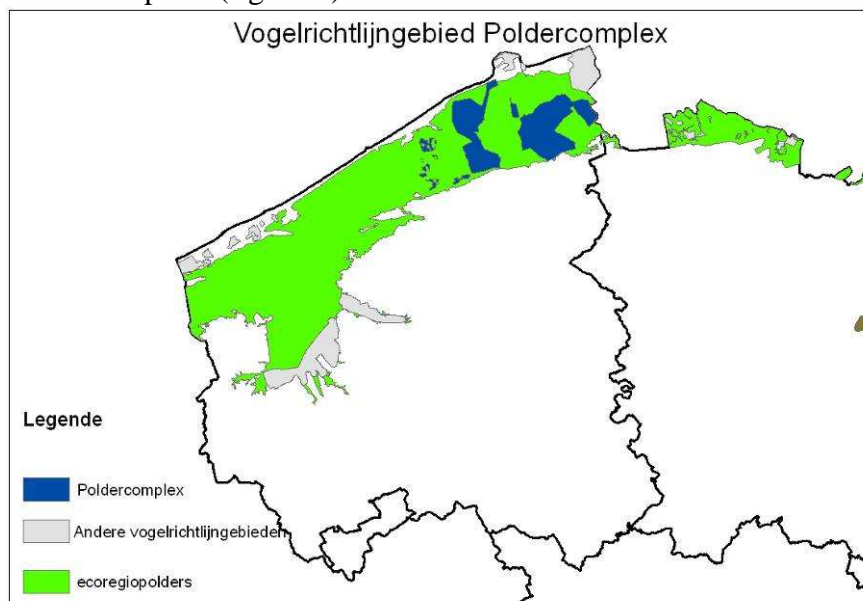 Vogelrichtlijngebied Poldercomplex
Legende
Poldercomplex
Andere vogelrichtlijngebieden
ecoregiopolders